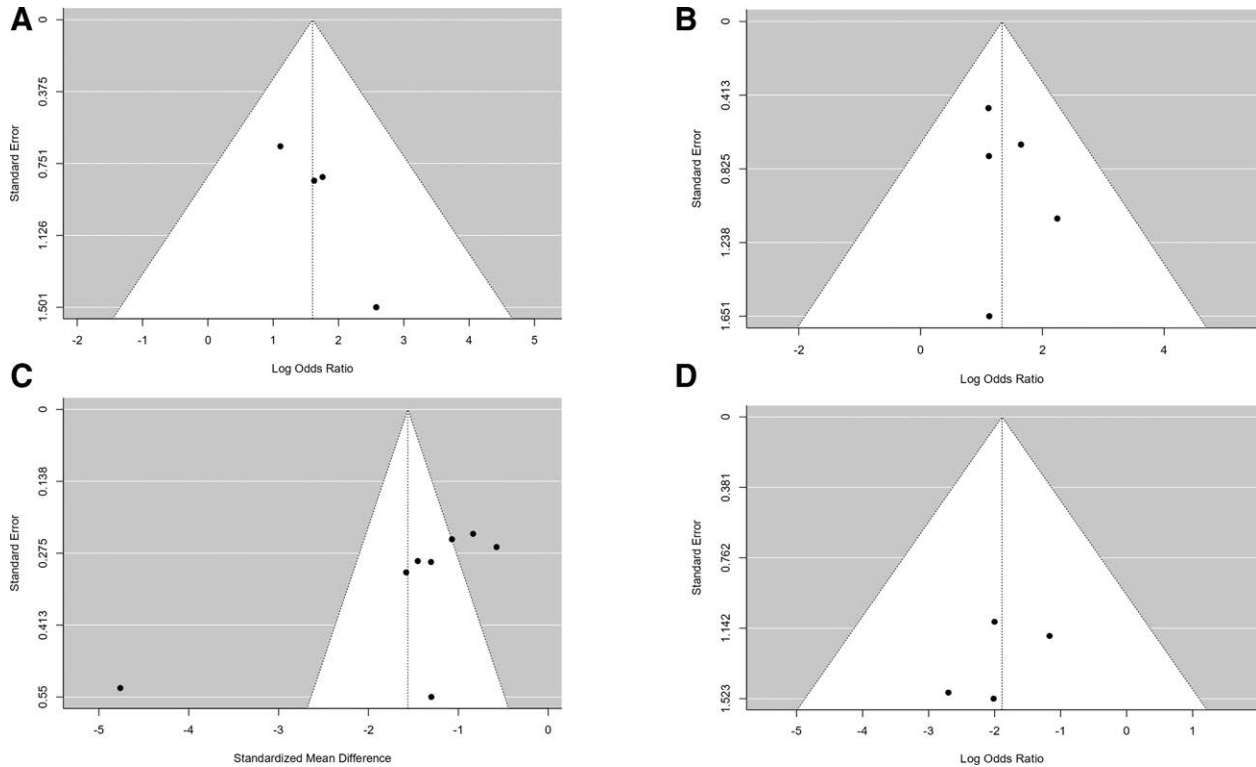 A
0
0.375
0.751
1.126
1.501
Standard Error
-2 -1 0 1 2 3 4 5
Log Odds Ratio
B
0
0.413
0.825
1.238
1.651
Standard Error
-2 0 2 4
Log Odds Ratio
C
0
0.138
0.275
0.413
0.55
Standard Error
-5 -4 -3 -2 -1 0
Standardized Mean Difference
D
0
0.381
0.762
1.142
1.523
Standard Error
-5 -4 -3 -2 -1 0 1
Log Odds Ratio